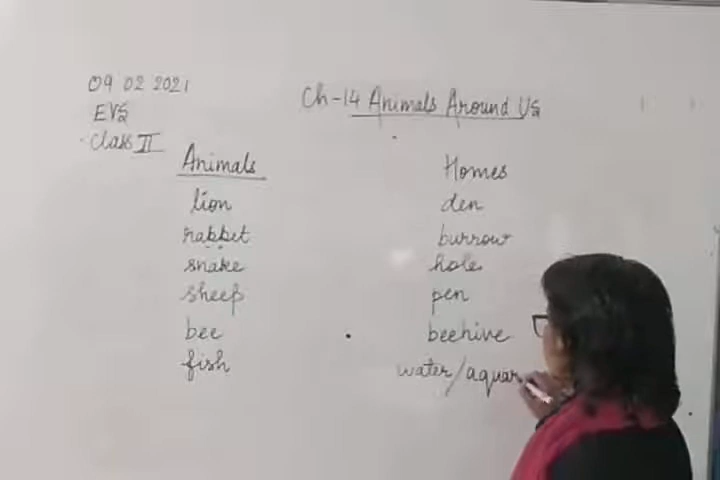 09 02 2021
Ch-14 Animals Around Us
EVS
Class II
Animals Homes
lion den
rabbet burrow
snake hole
sheep pen
bee beehive
fish water/aquar